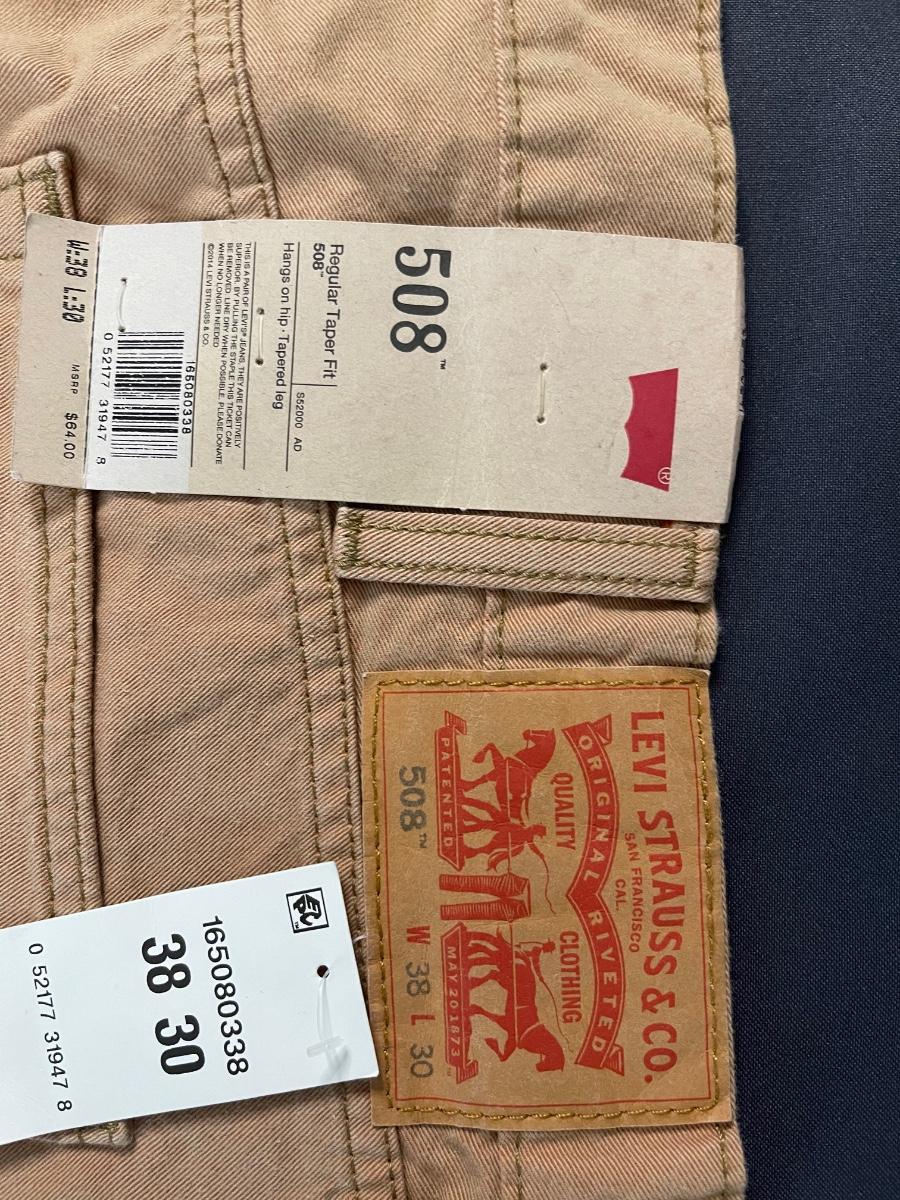 ®
508™
Regular Taper Fit
508™
S52000 AD
Hangs on hip · Tapered leg
THIS IS A PAIR OF LEVI'S® JEANS. THEY ARE POSITIVELY
SUPERIOR. BY PULLING THE STAPLE THIS TICKET CAN
BE REMOVED. LINE DRY WHEN POSSIBLE. PLEASE DONATE
WHEN NO LONGER NEEDED
©2014 LEVI STRAUSS & CO.
165080338
0 52177 31947 8
W:38 L:30
MSRP $64.00
LEVI STRAUSS & CO.
SAN FRANCISCO
CAL.
ORIGINAL RIVETED
QUALITY CLOTHING
PATENTED MAY 20 1873
508™ W 38 L 30
165080338
38 30
0 52177 31947 8